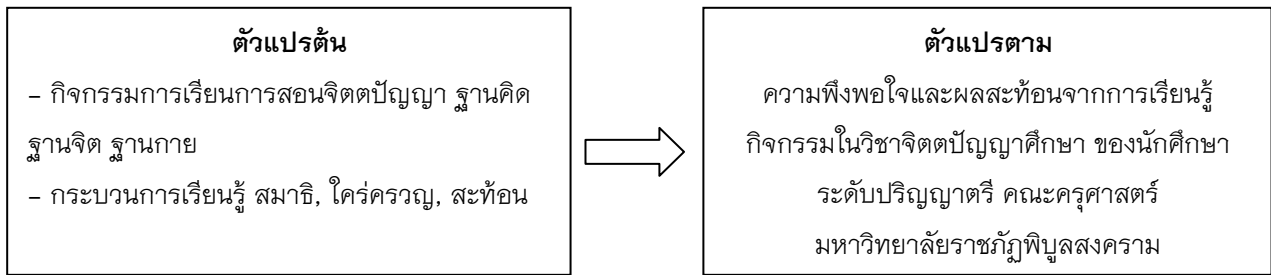 ตัวแปรต้น
– กิจกรรมการเรียนการสอนจิตตปัญญา ฐานคิด
ฐานจิต ฐานกาย
– กระบวนการเรียนรู้ สมาธิ, ใคร่ครวญ, สะท้อน
ตัวแปรตาม
ความพึงพอใจและผลสะท้อนจากการเรียนรู้
กิจกรรมในวิชาจิตตปัญญาศึกษา ของนักศึกษา
ระดับปริญญาตรี คณะครุศาสตร์
มหาวิทยาลัยราชภัฏพิบูลสงคราม